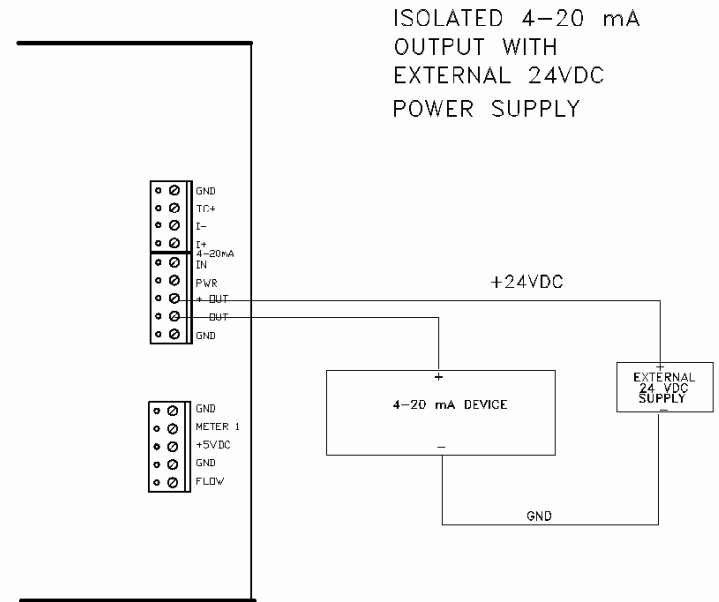 ISOLATED 4-20 mA
OUTPUT WITH
EXTERNAL 24VDC
POWER SUPPLY
GND
TC+
I-
I+
4-20mA
IN
PWR
+ OUT
- OUT
GND
+24VDC
+
4-20 mA DEVICE
-
+
EXTERNAL
24 VDC
SUPPLY
-
GND
GND
METER 1
+5VDC
GND
FLOW